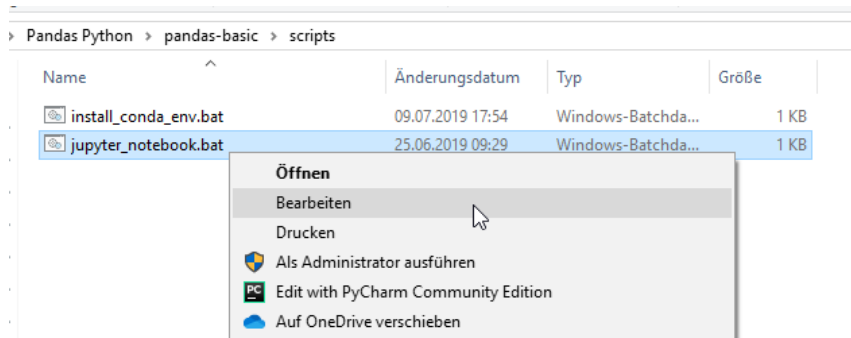 Pandas Python > pandas-basic > scripts
Name Änderungsdatum Typ Größe
install_conda_env.bat 09.07.2019 17:54 Windows-Batchda... 1 KB
jupyter_notebook.bat 25.06.2019 09:29 Windows-Batchda... 1 KB
Öffnen
Bearbeiten
Drucken
Als Administrator ausführen
PC Edit with PyCharm Community Edition
Auf OneDrive verschieben